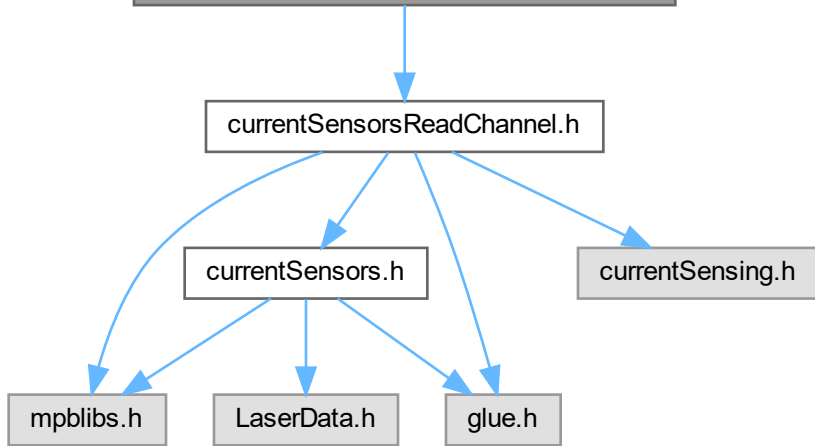 currentSensorsReadChannel.h
currentSensors.h
currentSensing.h
mpblibs.h
LaserData.h
glue.h